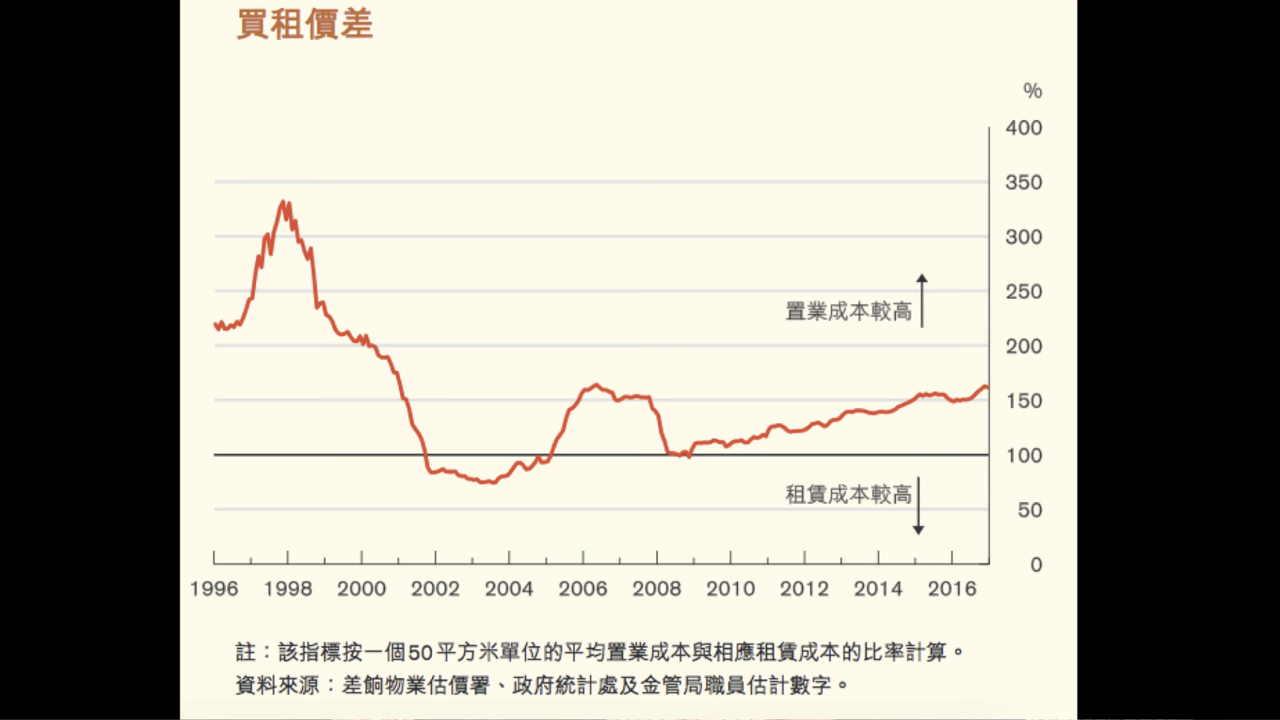 買租價差
%
400
350
300
250
200
150
100
50
0
置業成本較高
租賃成本較高
1996 1998 2000 2002 2004 2006 2008 2010 2012 2014 2016
註：該指標按一個50平方米單位的平均置業成本與相應租賃成本的比率計算。
資料來源：差餉物業估價署、政府統計處及金管局職員估計數字。